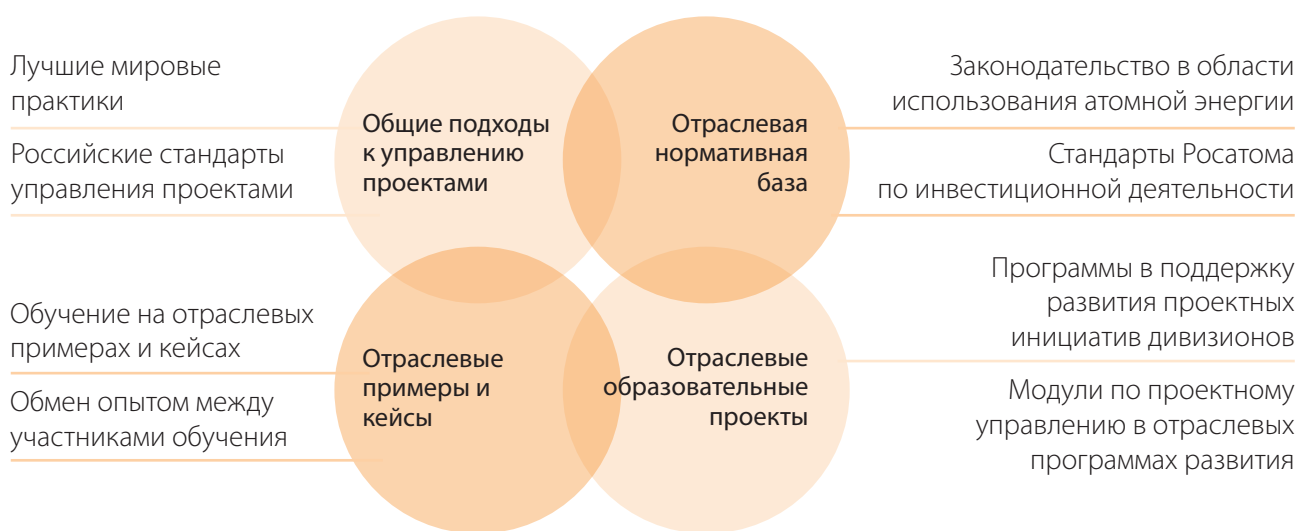 Лучшие мировые
практики
Российские стандарты
управления проектами
Общие подходы
к управлению
проектами
Отраслевая
нормативная
база
Законодательство в области
использования атомной энергии
Стандарты Росатома
по инвестиционной деятельности
Обучение на отраслевых
примерах и кейсах
Обмен опытом между
участниками обучения
Отраслевые
примеры и
кейсы
Отраслевые
образовательные
проекты
Программы в поддержку
развития проектных
инициатив дивизионов
Модули по проектному
управлению в отраслевых
программах развития